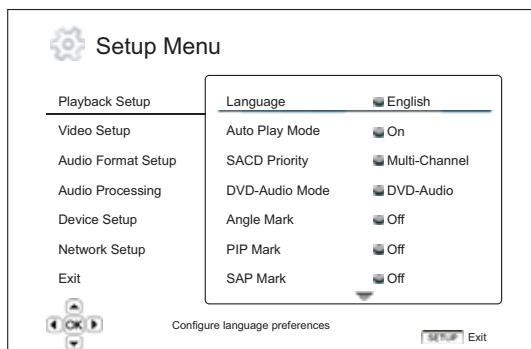 Setup Menu
Playback Setup
Video Setup
Audio Format Setup
Audio Processing
Device Setup
Network Setup
Exit
Language English
Auto Play Mode On
SACD Priority Multi-Channel
DVD-Audio Mode DVD-Audio
Angle Mark Off
PIP Mark Off
SAP Mark Off
OK
Configure language preferences
SETUP Exit